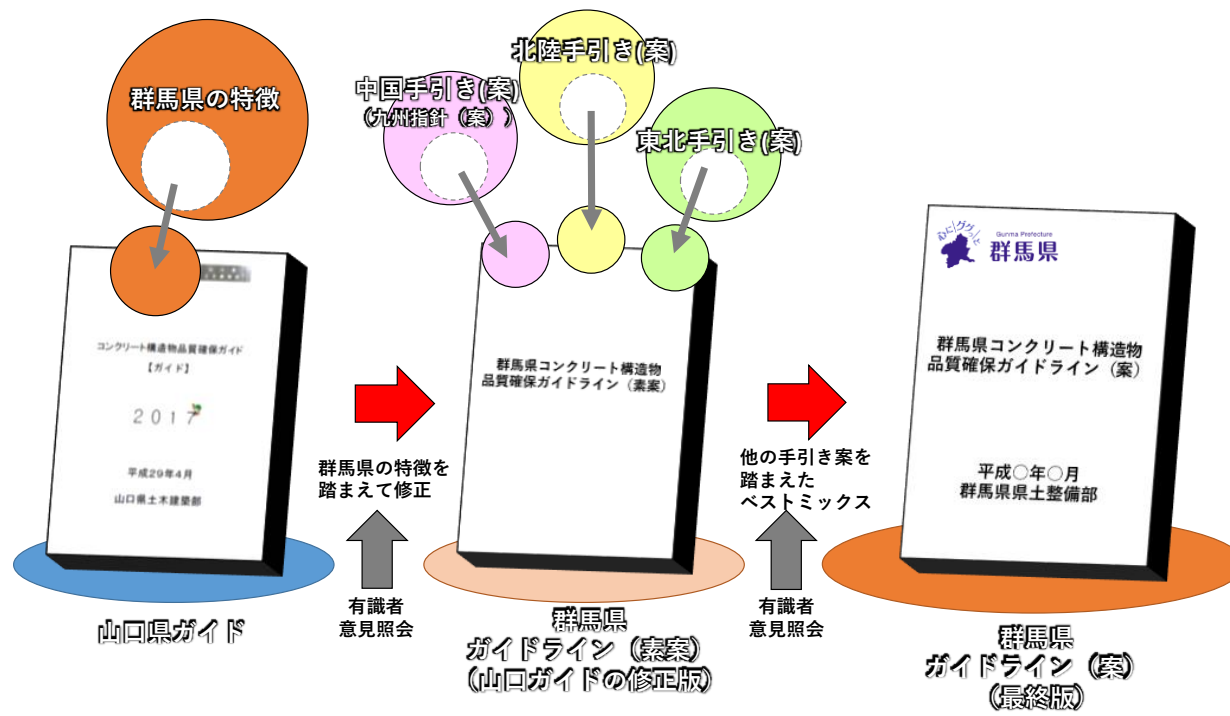 群馬県の特徴
中国手引き(案)
（九州指針（案））
北陸手引き(案)
東北手引き(案)
コンクリート構造物品質確保ガイド
【ガイド】
2017
平成29年4月
山口県土木建築部
山口県ガイド
群馬県の特徴を
踏まえて修正
有識者
意見照会
群馬県コンクリート構造物
品質確保ガイドライン（素案）
群馬県
ガイドライン（素案）
（山口ガイドの修正版）
他の手引き案を
踏まえた
ベストミックス
有識者
意見照会
心にググっと
Gunma Prefecture
群馬県
群馬県コンクリート構造物
品質確保ガイドライン（案）
平成○年○月
群馬県県土整備部
群馬県
ガイドライン（案）
（最終版）